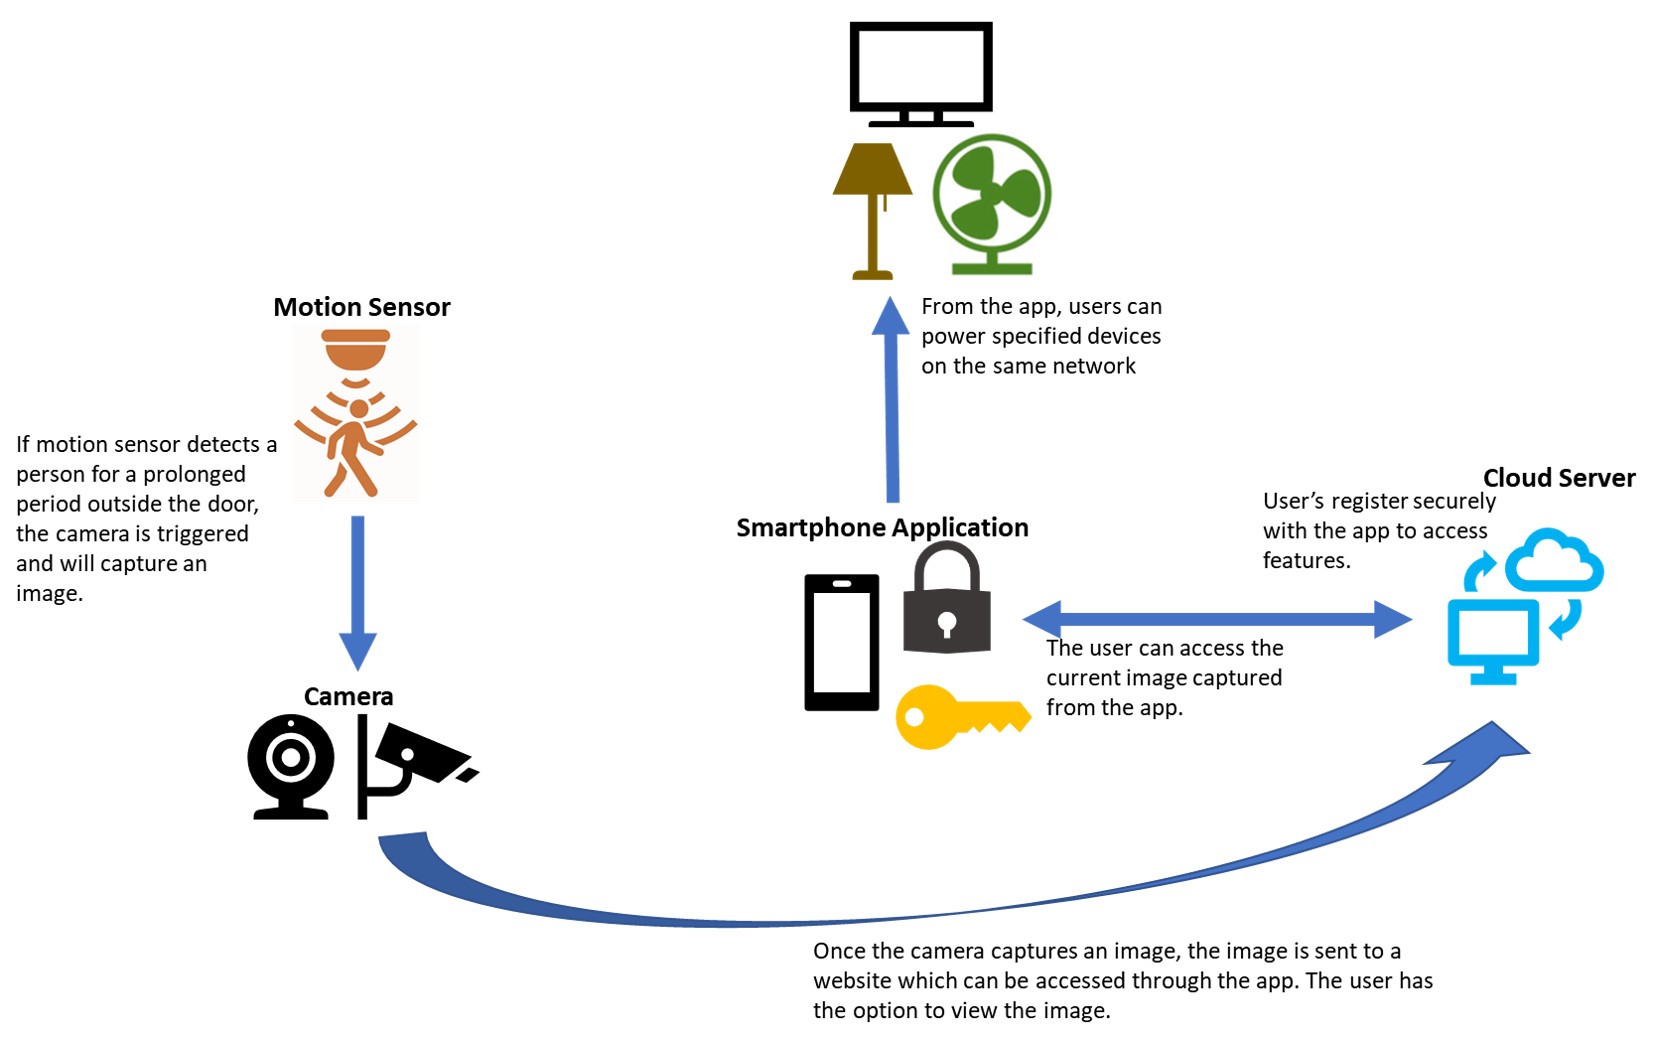 From the app, users can
power specified devices
on the same network
Motion Sensor
If motion sensor detects a
person for a prolonged
period outside the door,
the camera is triggered
and will capture an
image.
Camera
Smartphone Application
Cloud Server
User’s register securely
with the app to access
features.
The user can access the
current image captured
from the app.
Once the camera captures an image, the image is sent to a
website which can be accessed through the app. The user has
the option to view the image.